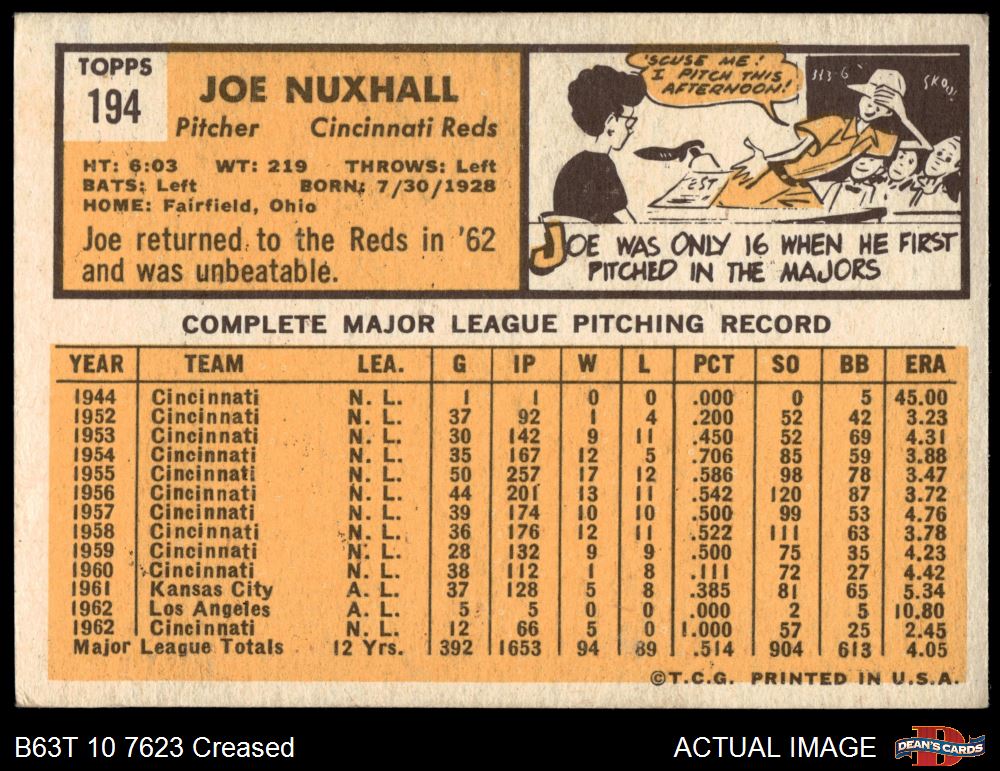 TOPPS
194
JOE NUXHALL
Pitcher Cincinnati Reds
HT: 6:03 WT: 219 THROWS: Left
BATS: Left BORN: 7/30/1928
HOME: Fairfield, Ohio
Joe returned to the Reds in '62
and was unbeatable.
'SCUSE ME!
I PITCH THIS
AFTERNOON!
TEST
JOE WAS ONLY 16 WHEN HE FIRST
PITCHED IN THE MAJORS
COMPLETE MAJOR LEAGUE PITCHING RECORD
YEAR TEAM LEA. G IP W L PCT SO BB ERA
1944 Cincinnati N. L. 1 1 0 0 .000 0 5 45.00
1952 Cincinnati N. L. 37 92 1 4 .200 52 42 3.23
1953 Cincinnati N. L. 30 142 9 11 .450 52 69 4.31
1954 Cincinnati N. L. 35 167 12 5 .706 85 59 3.88
1955 Cincinnati N. L. 50 257 17 12 .586 98 78 3.47
1956 Cincinnati N. L. 44 201 13 11 .542 120 87 3.72
1957 Cincinnati N. L. 39 174 10 10 .500 99 53 4.76
1958 Cincinnati N. L. 36 176 12 11 .522 111 63 3.78
1959 Cincinnati N. L. 28 132 9 9 .500 75 35 4.23
1960 Cincinnati N. L. 38 112 1 8 .111 72 27 4.42
1961 Kansas City A. L. 37 128 5 8 .385 81 65 5.34
1962 Los Angeles A. L. 5 5 0 0 .000 2 5 10.80
1962 Cincinnati N. L. 12 66 5 0 1.000 57 25 2.45
Major League Totals 12 Yrs. 392 1653 94 89 .514 904 613 4.05
©T.C.G. PRINTED IN U.S.A.
B63T 10 7623 Creased ACTUAL IMAGE
DEAN'S CARDS